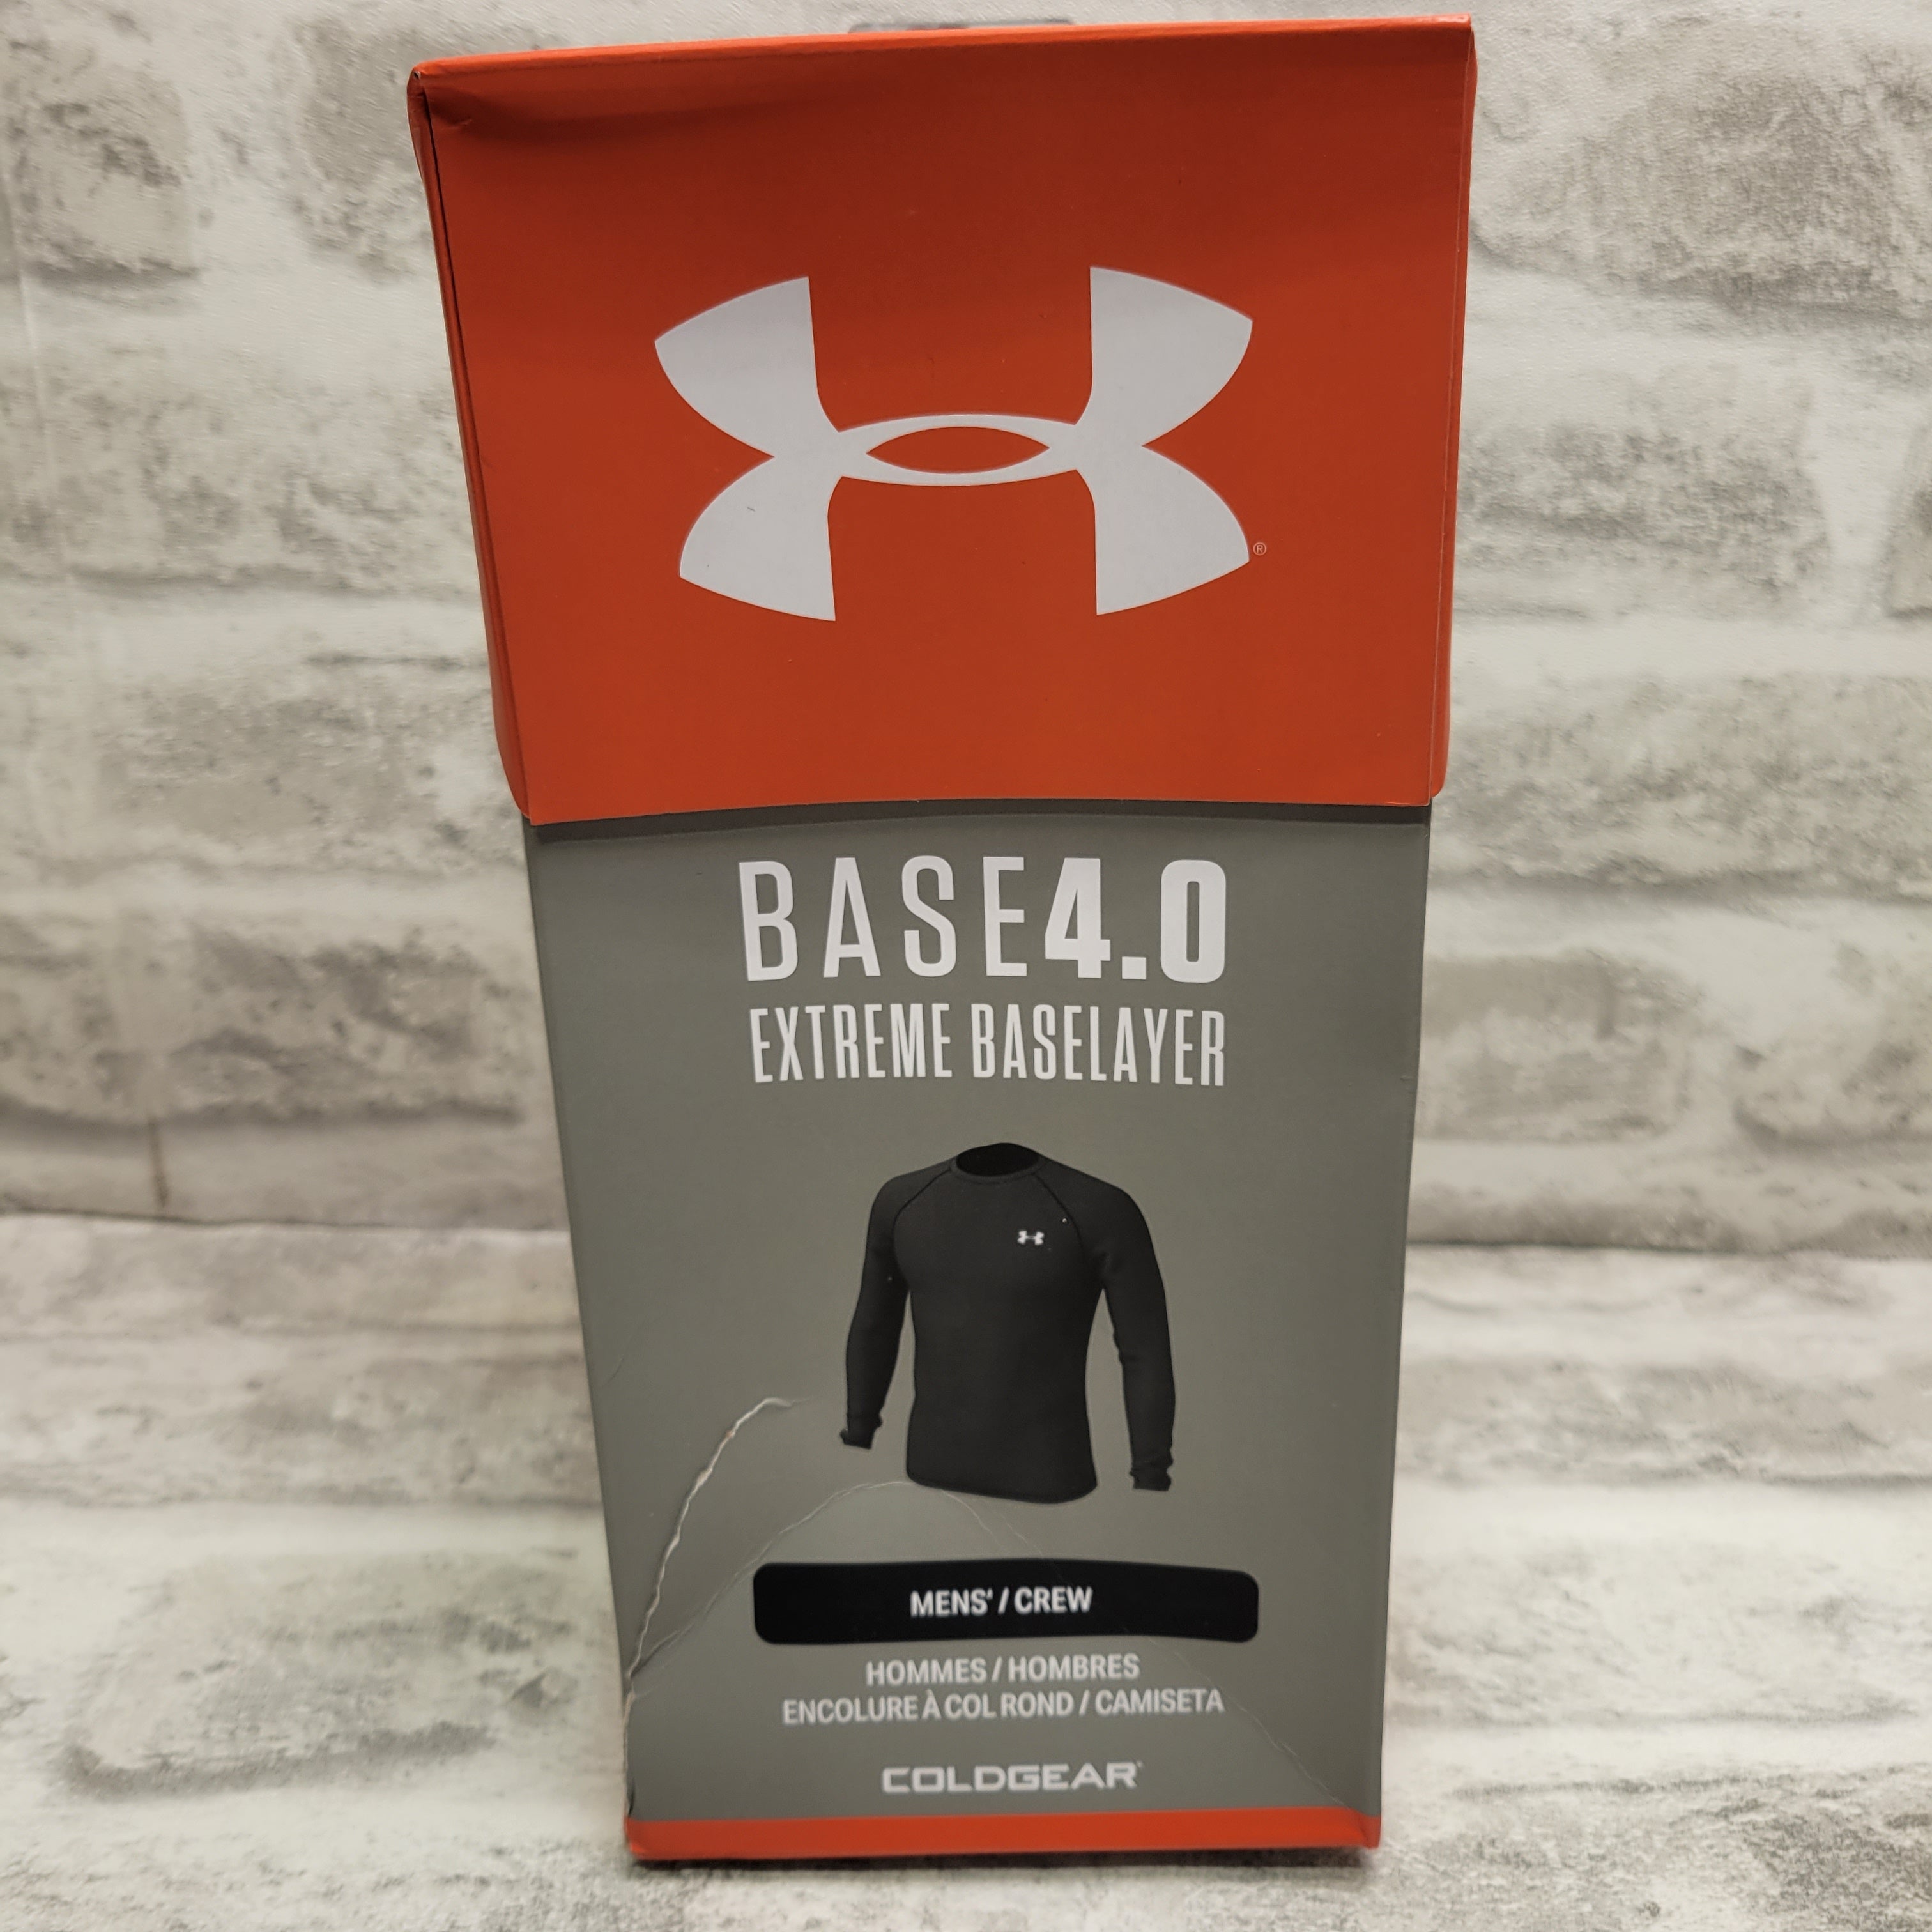 ®
BASE4.0
EXTREME BASELAYER
MENS' / CREW
HOMMES / HOMBRES
ENCOLURE À COL ROND / CAMISETA
COLDGEAR®